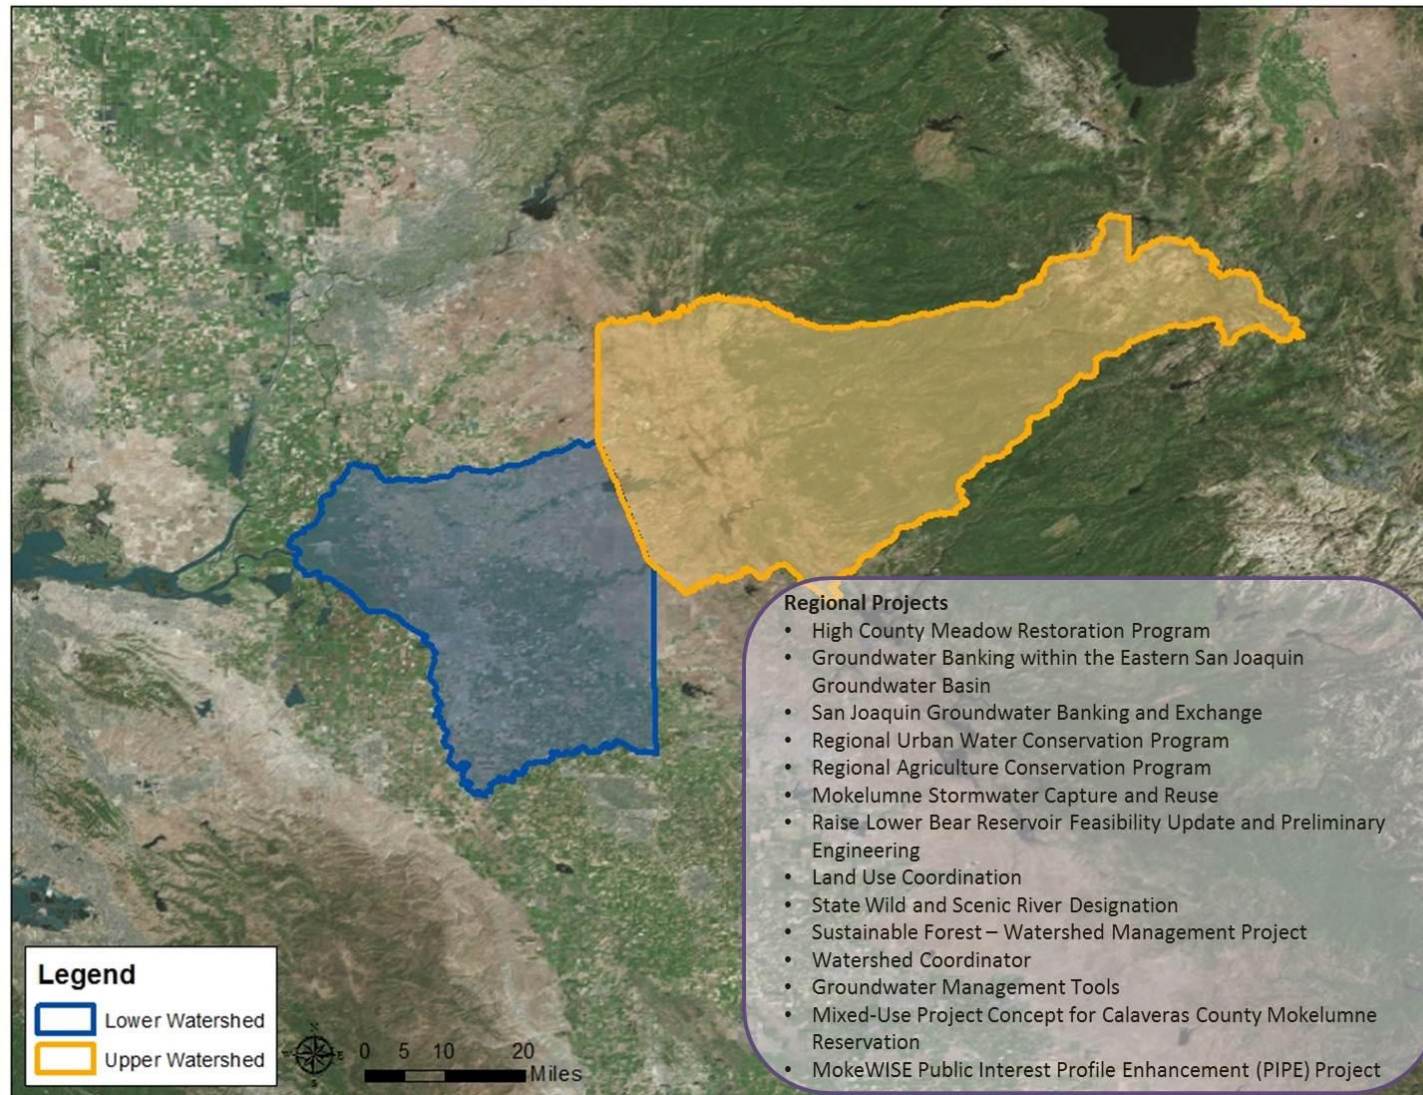 Regional Projects
• High County Meadow Restoration Program
• Groundwater Banking within the Eastern San Joaquin
Groundwater Basin
• San Joaquin Groundwater Banking and Exchange
• Regional Urban Water Conservation Program
• Regional Agriculture Conservation Program
• Mokelumne Stormwater Capture and Reuse
• Raise Lower Bear Reservoir Feasibility Update and Preliminary
Engineering
• Land Use Coordination
• State Wild and Scenic River Designation
• Sustainable Forest – Watershed Management Project
• Watershed Coordinator
• Groundwater Management Tools
• Mixed-Use Project Concept for Calaveras County Mokelumne
Reservation
• MokeWISE Public Interest Profile Enhancement (PIPE) Project
Legend
Lower Watershed
Upper Watershed
N
W E
S
0 5 10 20
Miles